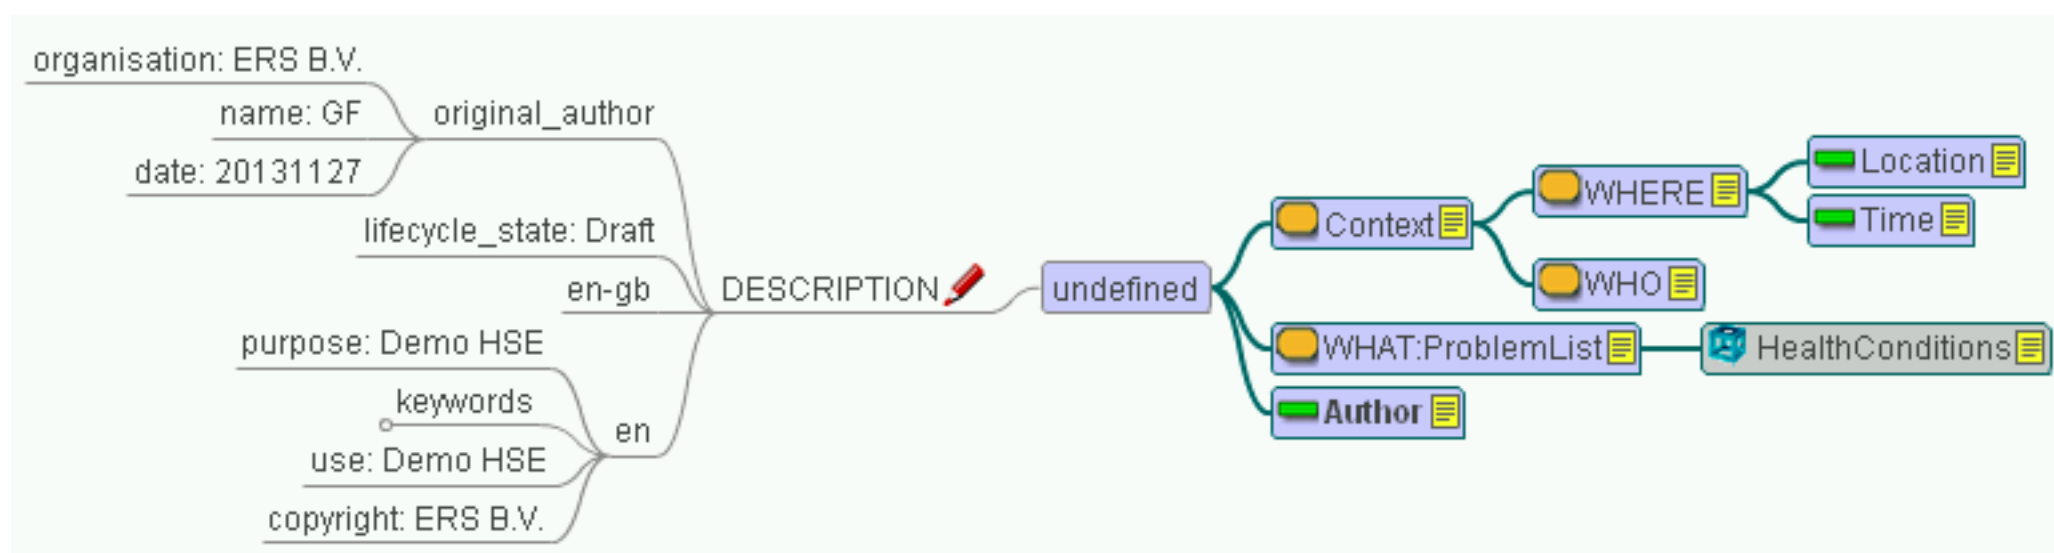 organisation: ERS B.V.
name: GF
original_author
date: 20131127
lifecycle_state: Draft
en-gb
DESCRIPTION
purpose: Demo HSE
keywords
en
use: Demo HSE
copyright: ERS B.V.
undefined
Context
WHERE
Location
Time
WHO
WHAT:ProblemList
HealthConditions
Author